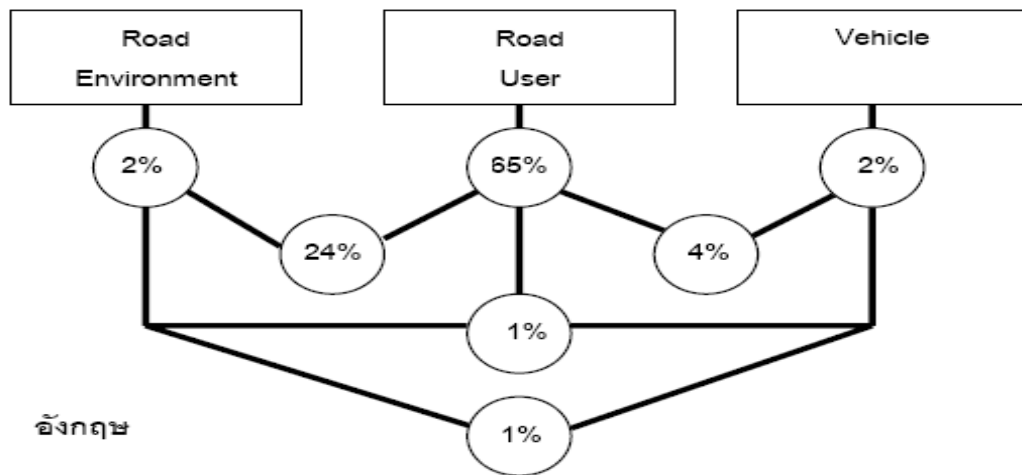 Road
Environment
Road
User
Vehicle
2%
65%
2%
24%
4%
1%
1%
อังกฤษ